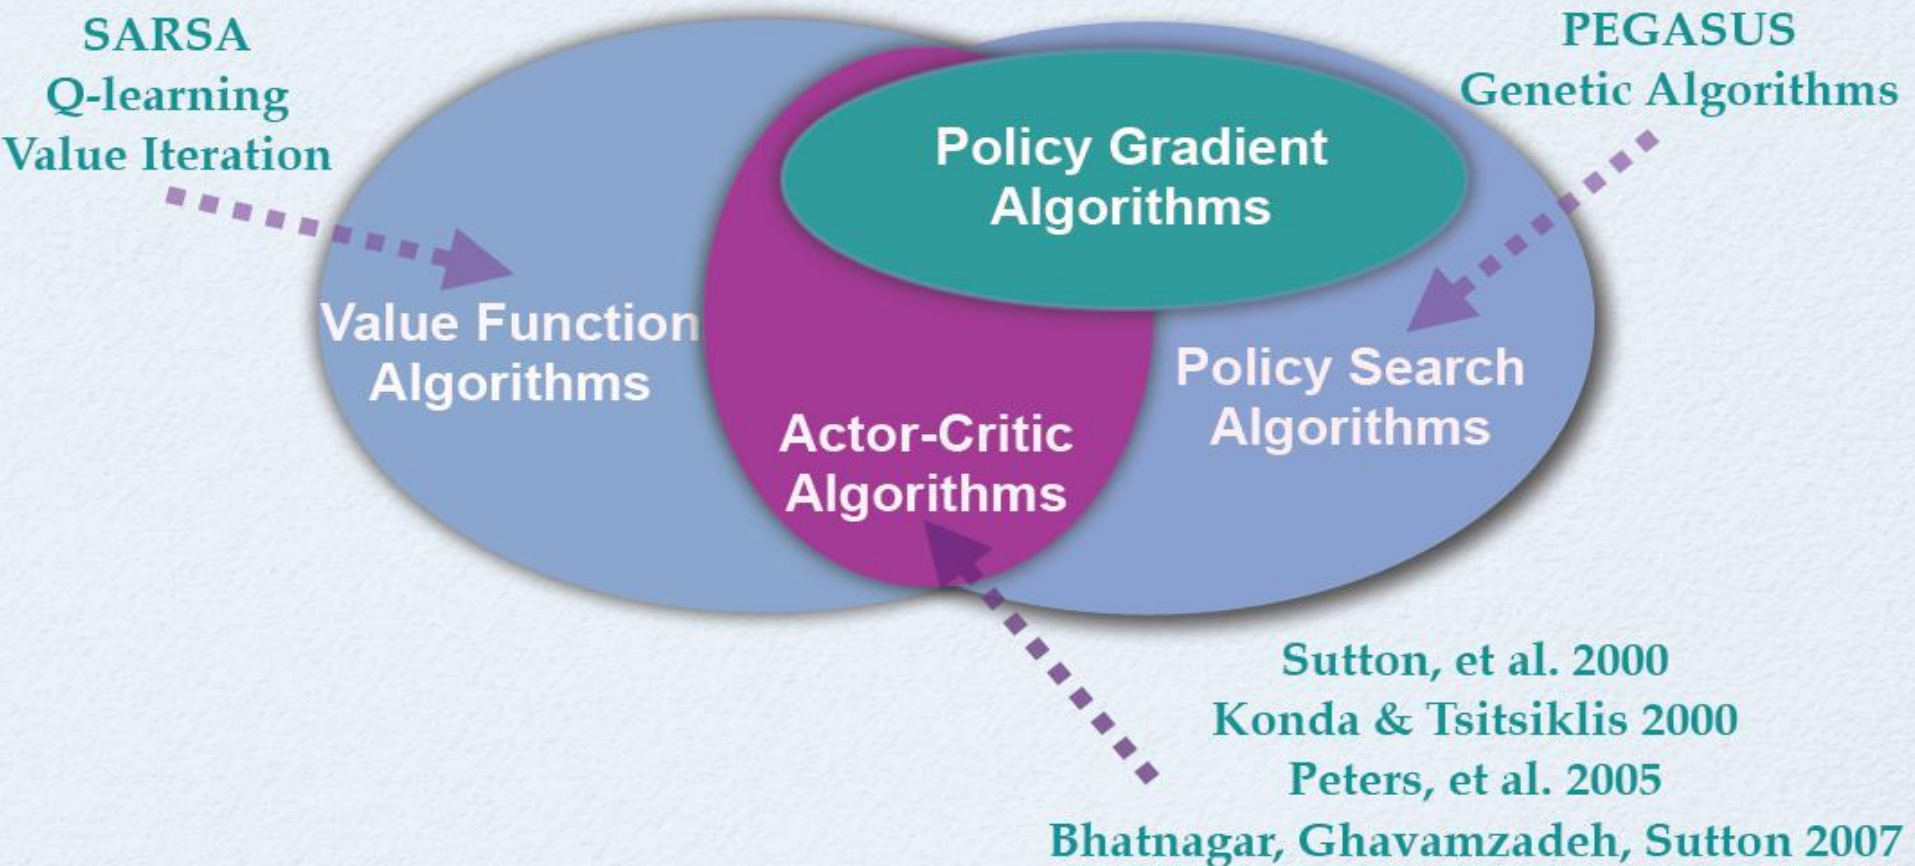 SARSA
Q-learning
Value Iteration
PEGASUS
Genetic Algorithms
Policy Gradient
Algorithms
Value Function
Algorithms
Policy Search
Algorithms
Actor-Critic
Algorithms
Sutton, et al. 2000
Konda & Tsitsiklis 2000
Peters, et al. 2005
Bhatnagar, Ghavamzadeh, Sutton 2007